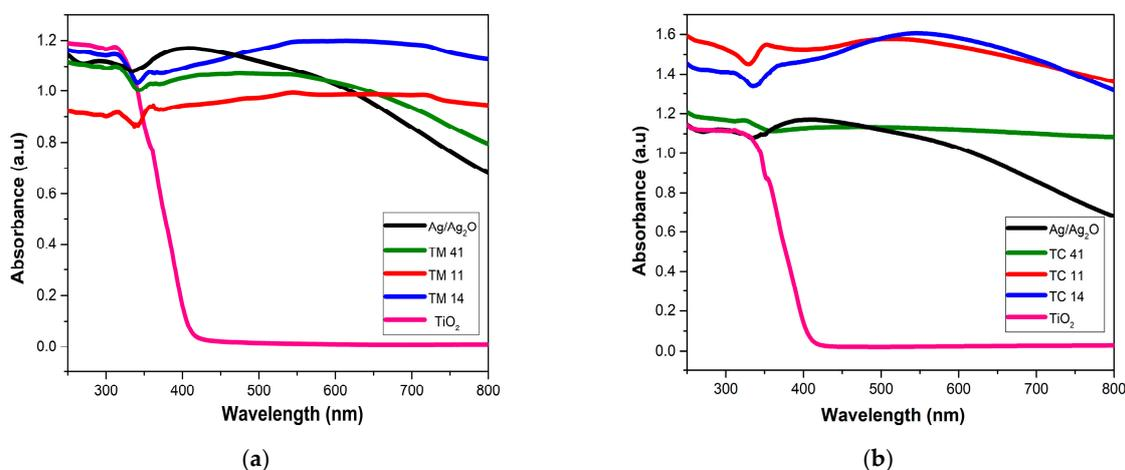 1.2
1.0
0.8
0.6
0.4
0.2
0.0
Absorbance (a.u)
300 400 500 600 700 800
Wavelength (nm)
Ag/Ag₂O
TM 41
TM 11
TM 14
TiO₂
(a)
1.6
1.4
1.2
1.0
0.8
0.6
0.4
0.2
0.0
Absorbance (a.u)
300 400 500 600 700 800
Wavelength (nm)
Ag/Ag₂O
TC 41
TC 11
TC 14
TiO₂
(b)